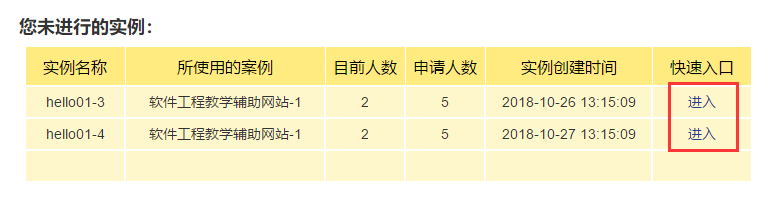 您未进行的实例：
实例名称 所使用的案例 目前人数 申请人数 实例创建时间 快速入口
hello01-3 软件工程教学辅助网站-1 2 5 2018-10-26 13:15:09 进入
hello01-4 软件工程教学辅助网站-1 2 5 2018-10-27 13:15:09 进入